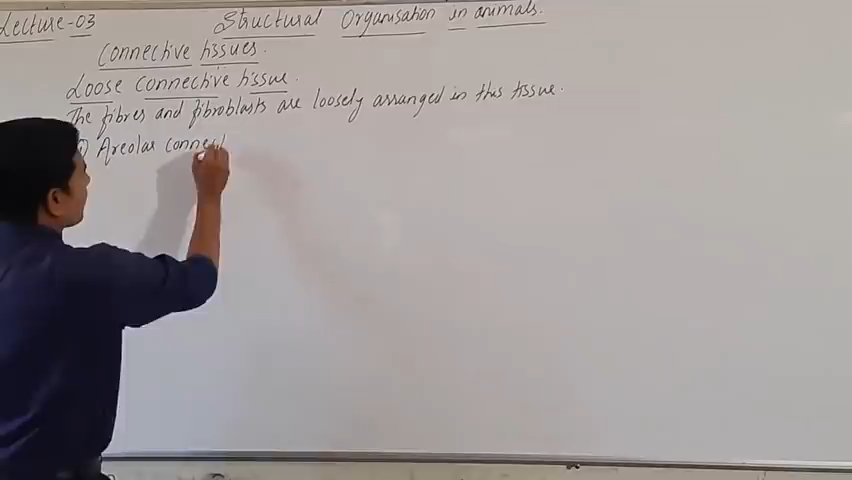 Lecture-03
Structural Organisation in animals.
Connective tissues.
Loose connective tissue.
The fibres and fibroblasts are loosely arranged in this tissue.
Areolar connect